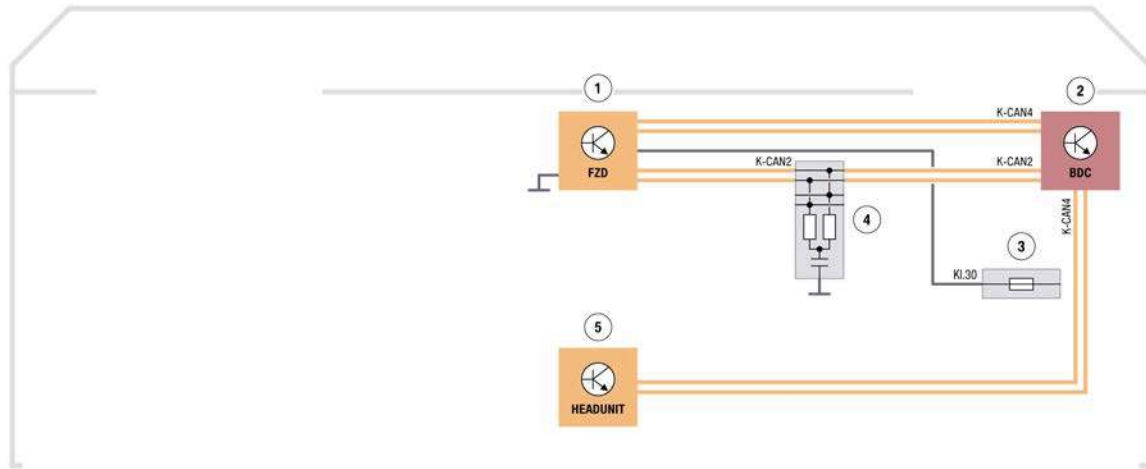 1
2
K-CAN4
FZD
K-CAN2
K-CAN2
BDC
K-CAN4
4
3
Kl.30
5
HEADUNIT